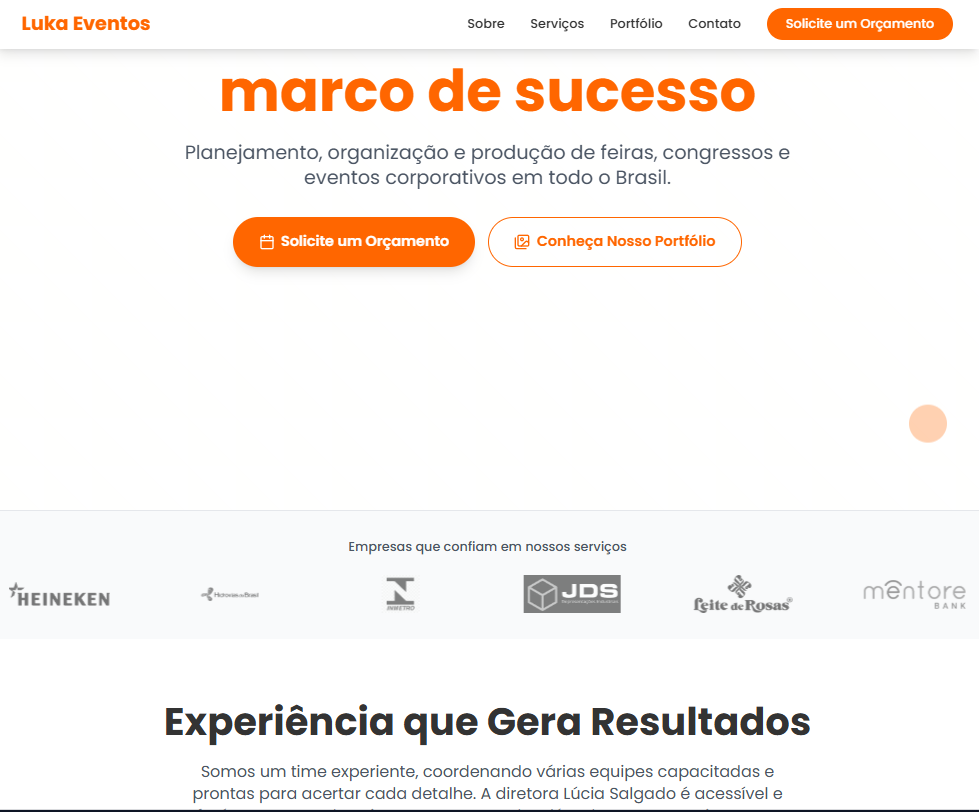 Luka Eventos
Sobre
Serviços
Portfólio
Contato
Solicite um Orçamento
marco de sucesso
Planejamento, organização e produção de feiras, congressos e
eventos corporativos em todo o Brasil.
Solicite um Orçamento
Conheça Nosso Portfólio
Empresas que confiam em nossos serviços
HEINEKEN
Hidrovias do Brasil
INMETRO
JDS
Leite de Rosas®
mentore
BANK
Experiência que Gera Resultados
Somos um time experiente, coordenando várias equipes capacitadas e
prontas para acertar cada detalhe. A diretora Lúcia Salgado é acessível e